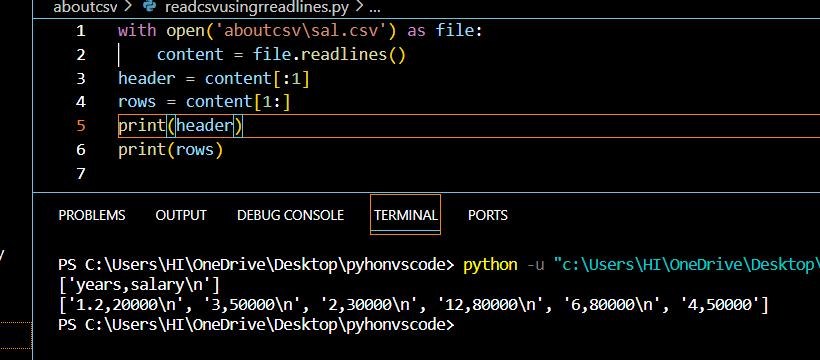 aboutcsv > readcsvusingrreadlines.py > ...
1 with open('aboutcsv\sal.csv') as file:
2 content = file.readlines()
3 header = content[:1]
4 rows = content[1:]
5 print(header)
6 print(rows)
7
PROBLEMS OUTPUT DEBUG CONSOLE TERMINAL PORTS
PS C:\Users\HI\OneDrive\Desktop\pyhonvscode> python -u "c:\Users\HI\OneDrive\Desktop\
['years,salary\n']
['1.2,20000\n', '3,50000\n', '2,30000\n', '12,80000\n', '6,80000\n', '4,50000']
PS C:\Users\HI\OneDrive\Desktop\pyhonvscode>